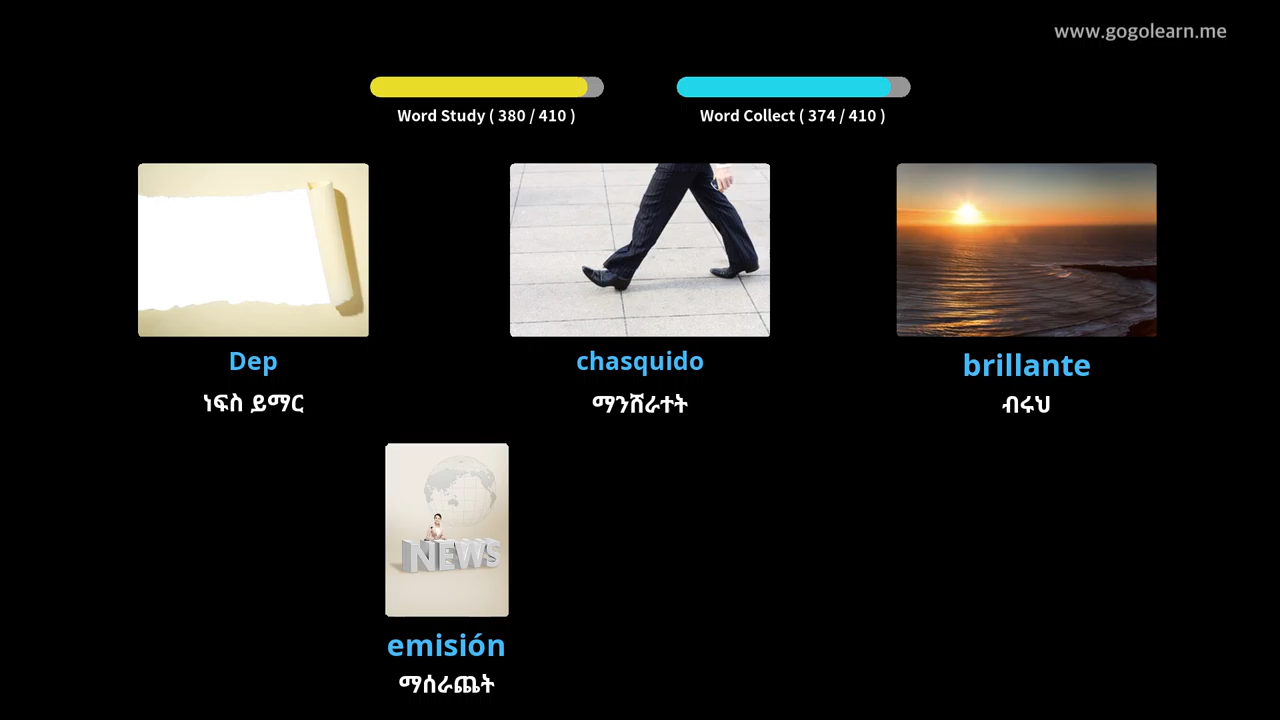 www.gogolearn.me
Word Study ( 380 / 410 )
Word Collect ( 374 / 410 )
Dep
ነፍስ ይማር
chasquido
ማንሸራተት
brillante
ብሩህ
NEWS
emisión
ማሰራጨት